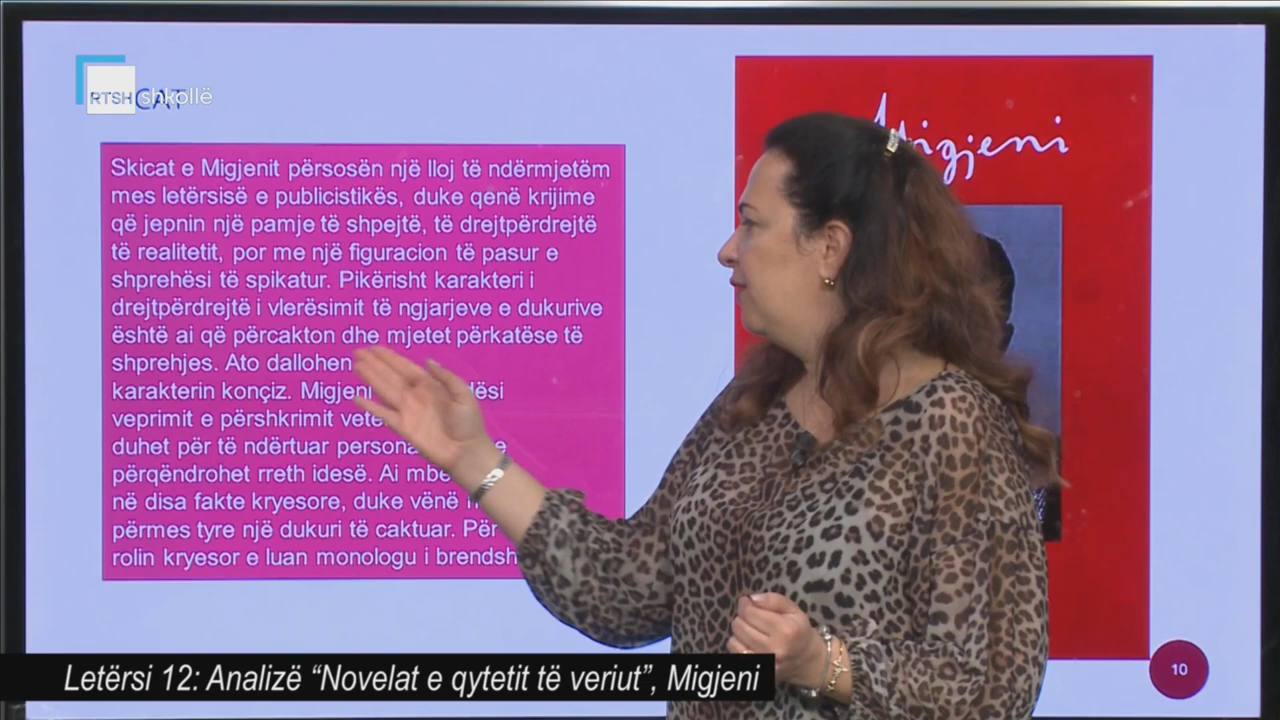 RTSH shkollë
CAT
Migjeni
Skicat e Migjenit përsosën një lloj të ndërmjetëm
mes letërsisë e publicistikës, duke qenë krijime
që jepnin një pamje të shpejtë, të drejtpërdrejtë
të realitetit, por me një figuracion të pasur e
shprehësi të spikatur. Pikërisht karakteri i
drejtpërdrejtë i vlerësimit të ngjarjeve e dukurive
është ai që përcakton dhe mjetet përkatëse të
shprehjes. Ato dallohen
karakterin konçiz. Migjeni
veprimit e përshkrimit
duhet për të ndërtuar
përqëndrohet rreth idesë. Ai
në disa fakte kryesore, duke vënë
përmes tyre një dukuri të caktuar. Për
rolin kryesor e luan monologu i
10
Letërsi 12: Analizë “Novelat e qytetit të veriut”, Migjeni